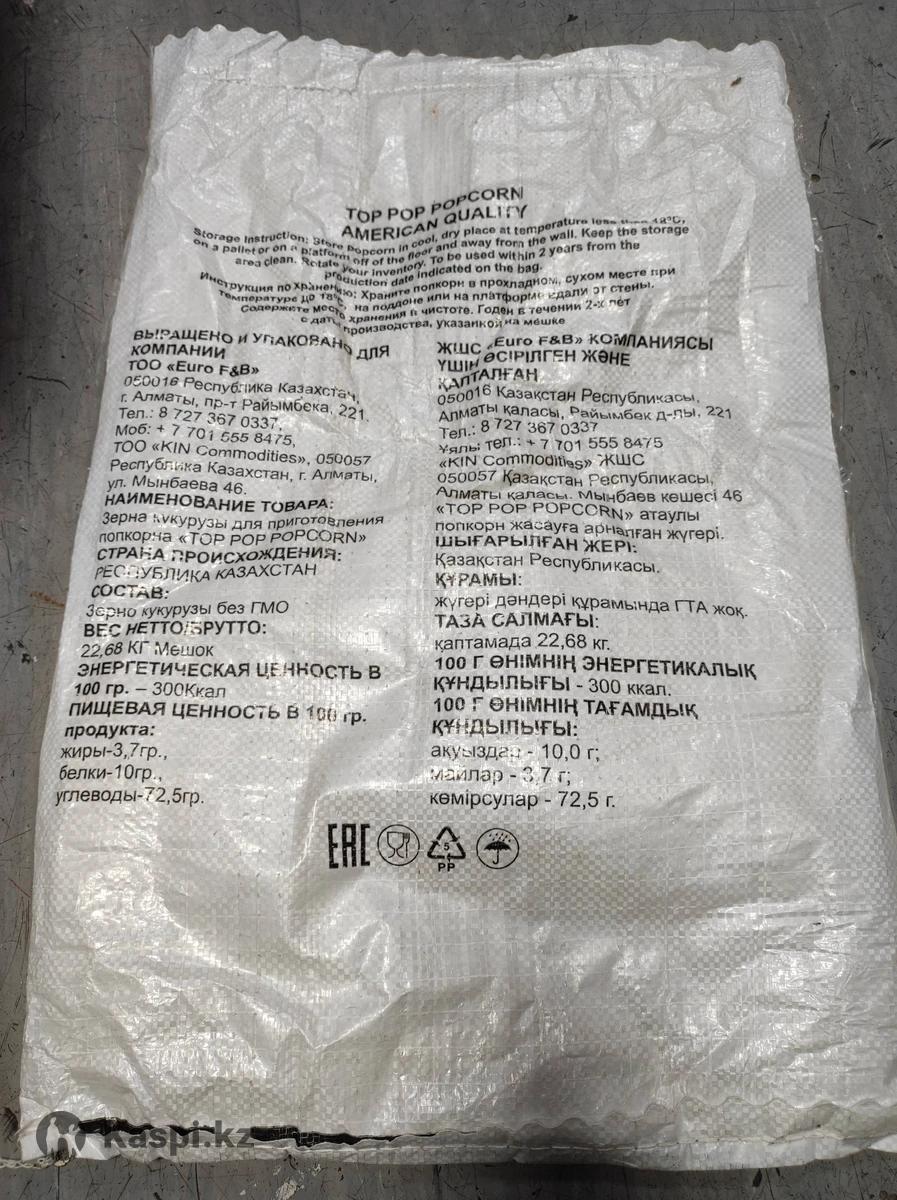 TOP POP POPCORN
AMERICAN QUALITY
Storage Instruction: Store Popcorn in cool, dry place at temperature less than 18°C,
on a pallet or on a platform off of the floor and away from the wall. Keep the storage
area clean. Rotate your inventory. To be used within 2 years from the
production date indicated on the bag.
Инструкция по Хранению: Храните попкорн в прохладном, сухом месте при
температуре до 18°С, на поддоне или на платформе вдали от стены.
Содержите место хранения в чистоте. Годен в течении 2-х лет
с даты производства, указанной на мешке
ВЫРАЩЕНО И УПАКОВАНО ДЛЯ
КОМПАНИИ
ТОО «Euro F&B»
050016 Республика Казахстан,
г. Алматы, пр-т Райымбека, 221.
Тел.: 8 727 367 0337,
Моб: + 7 701 555 8475,
ТОО «KIN Commodities», 050057
Республика Казахстан, г. Алматы,
ул. Мынбаева 46.
НАИМЕНОВАНИЕ ТОВАРА:
Зерна кукурузы для приготовления
попкорна «TOP POP POPCORN»
СТРАНА ПРОИСХОЖДЕНИЯ:
РЕСПУБЛИКА КАЗАХСТАН
СОСТАВ:
Зерно кукурузы без ГМО
ВЕС НЕТТО/БРУТТО:
22,68 КГ Мешок
ЭНЕРГЕТИЧЕСКАЯ ЦЕННОСТЬ В
100 гр. – 300Ккал
ПИЩЕВАЯ ЦЕННОСТЬ В 100 гр.
продукта:
жиры-3,7гр.,
белки-10гр.,
углеводы-72,5гр.
ЖШС «Euro F&B» КОМПАНИЯСЫ
ҮШІН ӨСІРІЛГЕН ЖӘНЕ
ҚАПТАЛҒАН
050016 Қазақстан Республикасы,
Алматы қаласы, Райымбек д-лы, 221
Тел.: 8 727 367 0337
Ұялы тел.: + 7 701 555 8475
«KIN Commodities» ЖШС
050057 Қазақстан Республикасы,
Алматы қаласы. Мыңбаев көшесі 46
«TOP POP POPCORN» атаулы
попкорн жасауға арналған жүгері.
ШЫҒАРЫЛҒАН ЖЕРІ:
Қазақстан Республикасы.
ҚҰРАМЫ:
жүгері дәндері құрамында ГТА жоқ.
ТАЗА САЛМАҒЫ:
қаптамада 22,68 кг.
100 Г ӨНІМНІҢ ЭНЕРГЕТИКАЛЫҚ
ҚҰНДЫЛЫҒЫ - 300 ккал.
100 Г ӨНІМНІҢ ТАҒАМДЫҚ
ҚҰНДЫЛЫҒЫ:
ақуыздар - 10,0 г;
майлар - 3,7 г;
көмірсулар - 72,5 г.
EAC
5
PP
Kaspi.kz